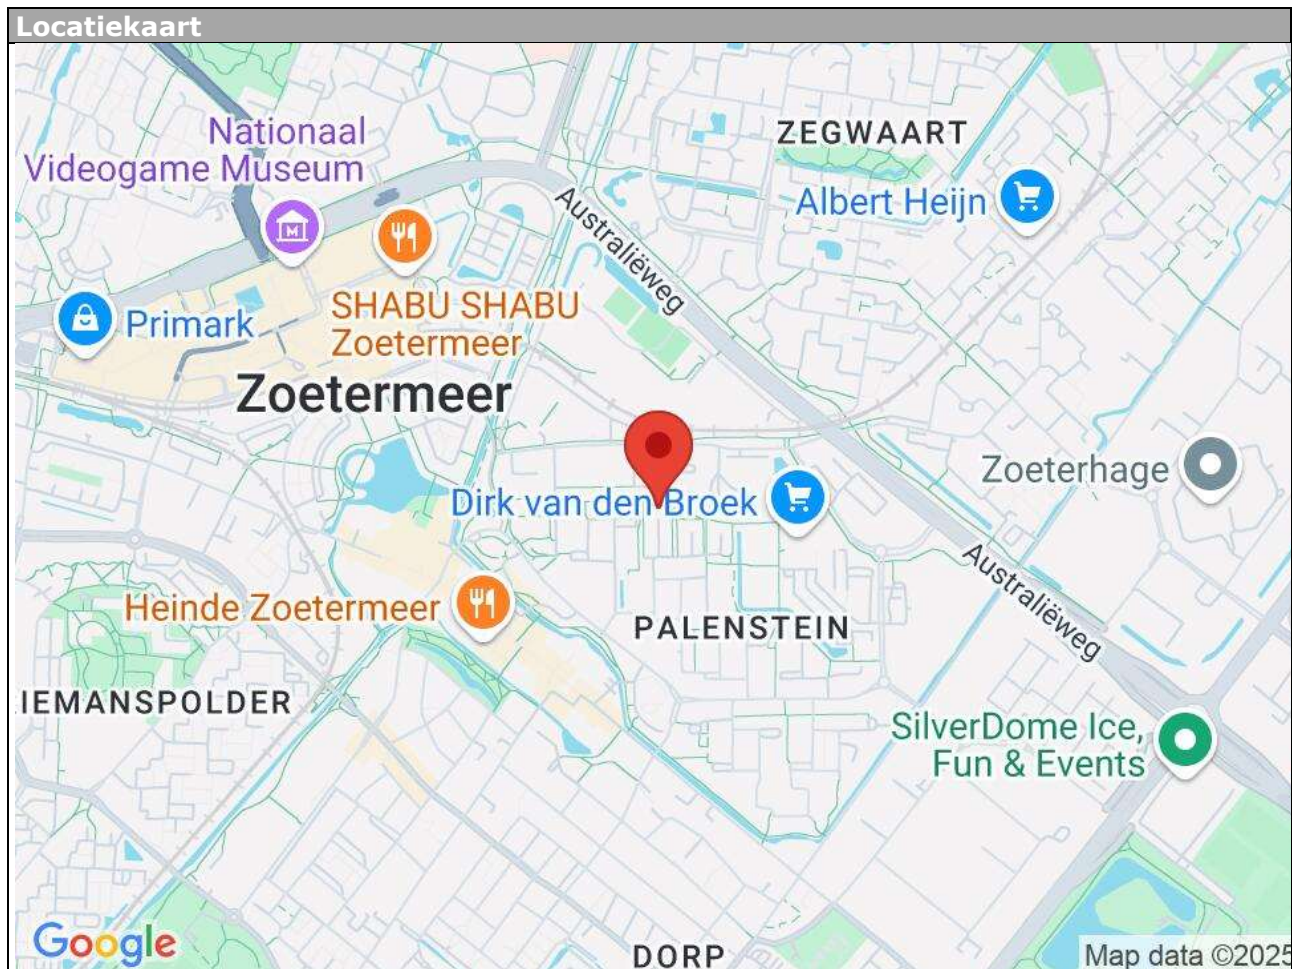 Locatiekaart
Nationaal
Videogame Museum
ZEGWAART
Albert Heijn
Australiëweg
SHABU SHABU
Zoetermeer
Primark
Zoetermeer
Zoeterhage
Dirk van den Broek
Australiëweg
Heinde Zoetermeer
PALENSTEIN
IEMANSPOLDER
SilverDome Ice,
Fun & Events
Google
DORP
Map data ©2025